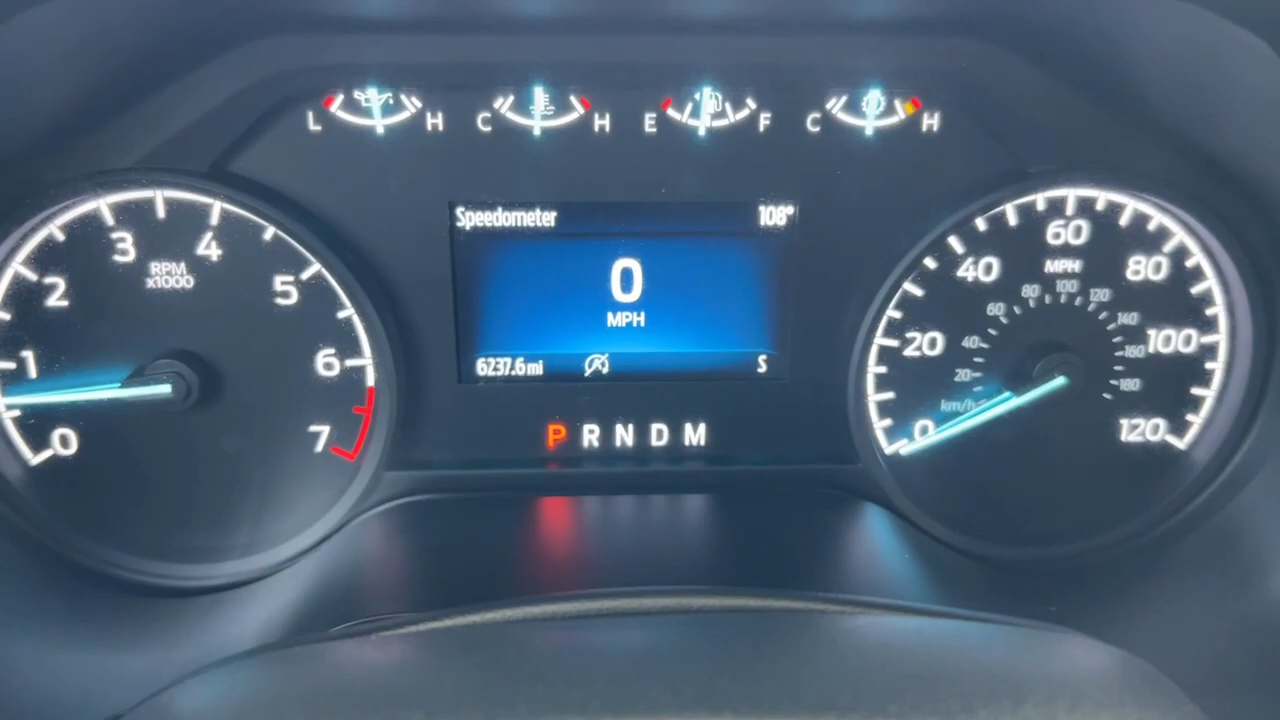 L H C H E F C H
Speedometer 108°
0
MPH
6237.6 mi S
P R N D M
0 1 2 3 4 5 6 7
RPM
x1000
0 20 40 60 80 100 120
MPH
20 40 60 80 100 120 140 160 180
km/h